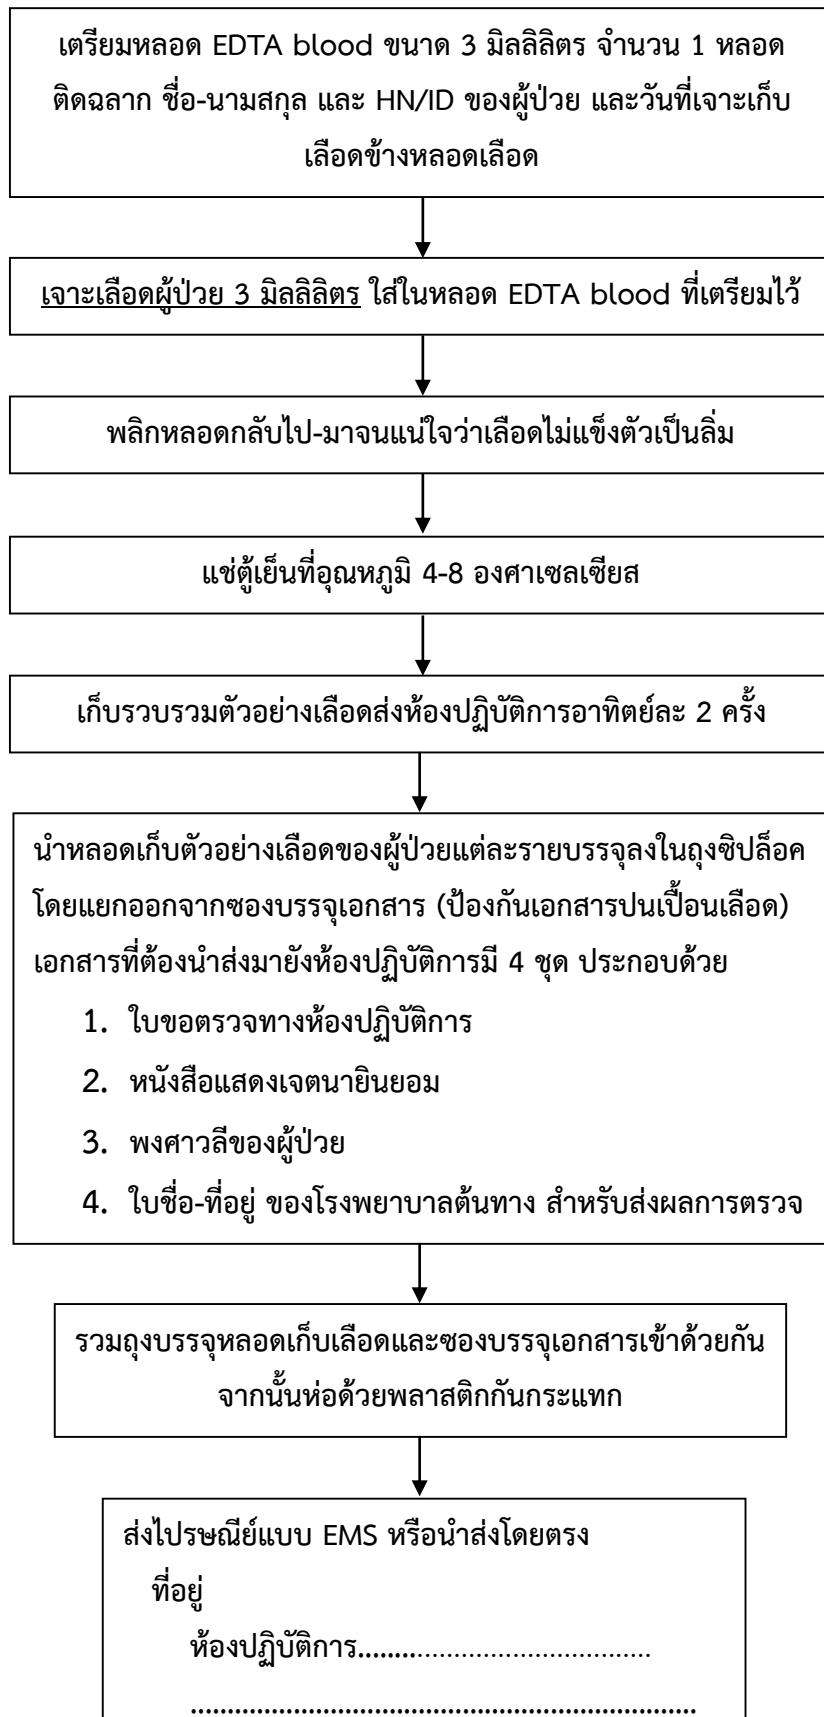 เตรียมหลอด EDTA blood ขนาด 3 มิลลิลิตร จำนวน 1 หลอด
ติดฉลาก ชื่อ-นามสกุล และ HN/ID ของผู้ป่วย และวันที่เจาะเก็บ
เลือดข้างหลอดเลือด
เจาะเลือดผู้ป่วย 3 มิลลิลิตร ใส่ในหลอด EDTA blood ที่เตรียมไว้
พลิกหลอดกลับไป-มาจนแน่ใจว่าเลือดไม่แข็งตัวเป็นลิ่ม
แช่ตู้เย็นที่อุณหภูมิ 4-8 องศาเซลเซียส
เก็บรวบรวมตัวอย่างเลือดส่งห้องปฏิบัติการอาทิตย์ละ 2 ครั้ง
นำหลอดเก็บตัวอย่างเลือดของผู้ป่วยแต่ละรายบรรจุลงในถุงซิปล็อค
โดยแยกออกจากซองบรรจุเอกสาร (ป้องกันเอกสารปนเปื้อนเลือด)
เอกสารที่ต้องนำส่งมายังห้องปฏิบัติการมี 4 ชุด ประกอบด้วย
1. ใบขอตรวจทางห้องปฏิบัติการ
2. หนังสือแสดงเจตนายินยอม
3. พงศาวลีของผู้ป่วย
4. ใบชื่อ-ที่อยู่ ของโรงพยาบาลต้นทาง สำหรับส่งผลการตรวจ
รวมถุงบรรจุหลอดเก็บเลือดและซองบรรจุเอกสารเข้าด้วยกัน
จากนั้นห่อด้วยพลาสติกกันกระแทก
ส่งไปรษณีย์แบบ EMS หรือนำส่งโดยตรง
ที่อยู่
ห้องปฏิบัติการ.......................................
..................................................................